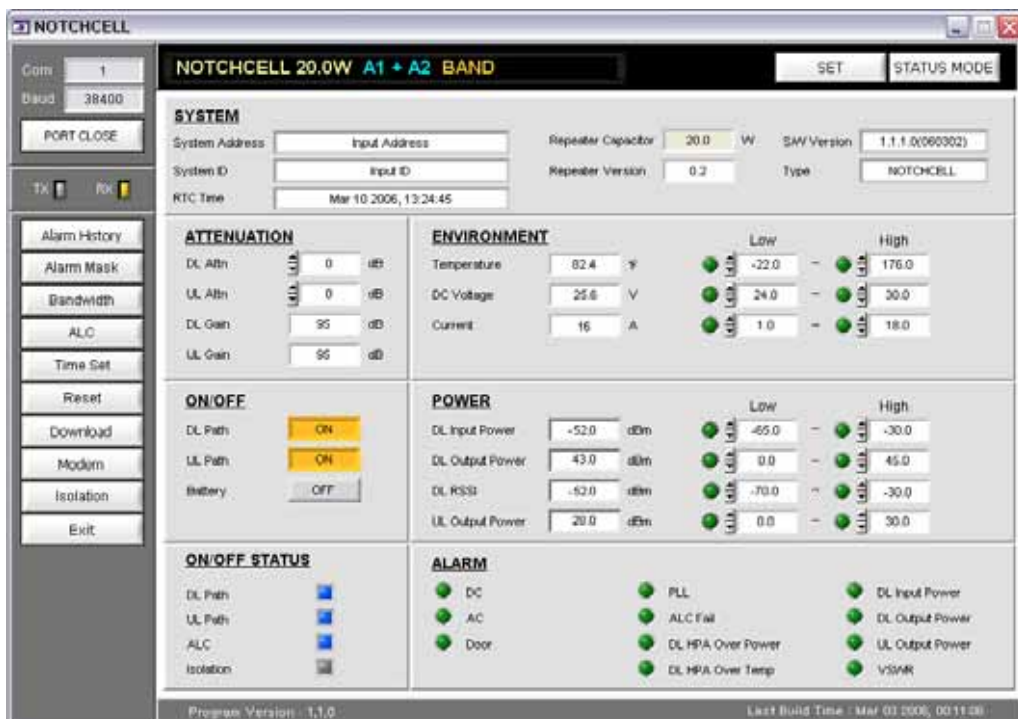 NOTCHCELL
Com 1
Baud 38400
PORT CLOSE
TX RX
Alarm History
Alarm Mask
Bandwidth
ALC
Time Set
Reset
Download
Modem
Isolation
Exit
NOTCHCELL 20.0W A1 + A2 BAND
SET
STATUS MODE
SYSTEM
System Address Input Address Repeater Capacitor 20.0 W S/W Version 1.1.1.0(060302)
System ID Input ID Repeater Version 0.2 Type NOTCHCELL
RTC Time Mar 10 2006, 13:24:45
ATTENUATION
DL Attn 0 dB
UL Attn 0 dB
DL Gain 95 dB
UL Gain 95 dB
ENVIRONMENT
Low High
Temperature 82.4 °F -22.0 ~ 176.0
DC Voltage 25.6 V 24.0 ~ 30.0
Current 16 A 1.0 ~ 18.0
ON/OFF
DL Path ON
UL Path ON
Battery OFF
POWER
Low High
DL Input Power -52.0 dBm -65.0 ~ -30.0
DL Output Power 43.0 dBm 0.0 ~ 45.0
DL RSSI -52.0 dBm -70.0 ~ -30.0
UL Output Power 20.0 dBm 0.0 ~ 30.0
ON/OFF STATUS
DL Path
UL Path
ALC
Isolation
ALARM
DC PLL DL Input Power
AC ALC Fail DL Output Power
Door DL HPA Over Power UL Output Power
DL HPA Over Temp VSWR
Program Version - 1.1.0
Last Build Time : Mar 03 2006, 00:11:08